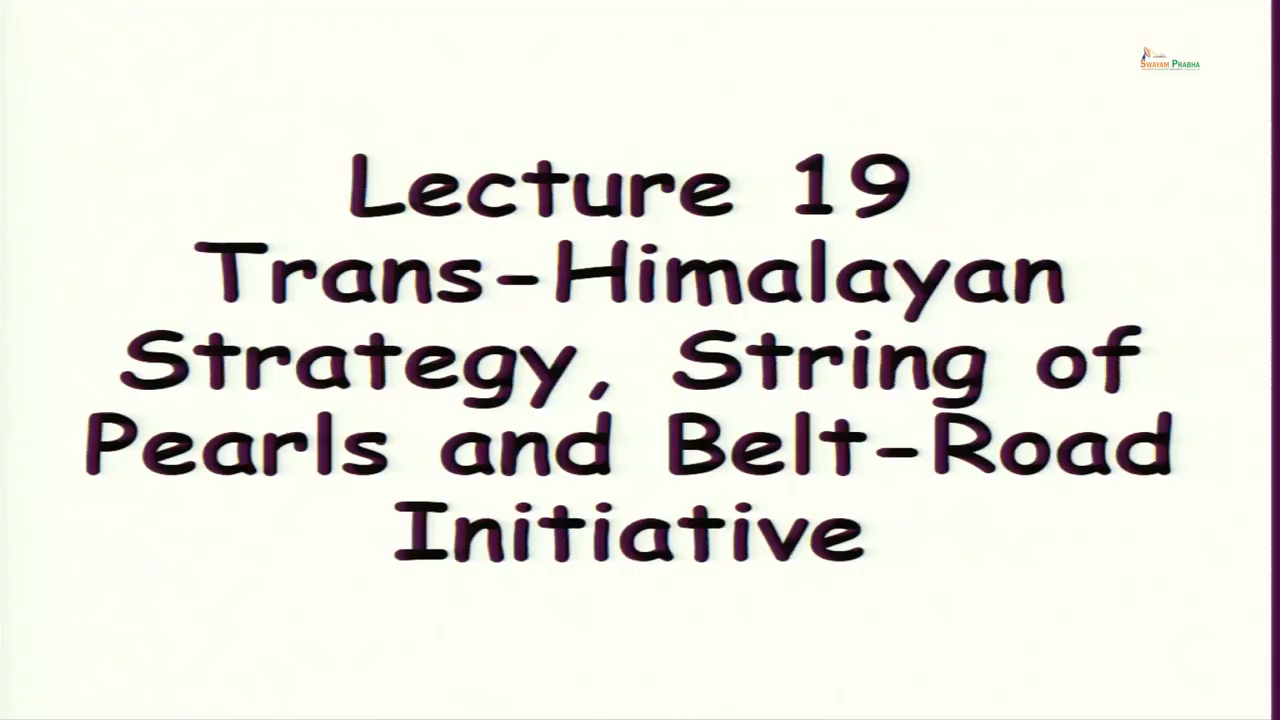 SWAYAM PRABHA
Lecture 19
Trans-Himalayan
Strategy, String of
Pearls and Belt-Road
Initiative